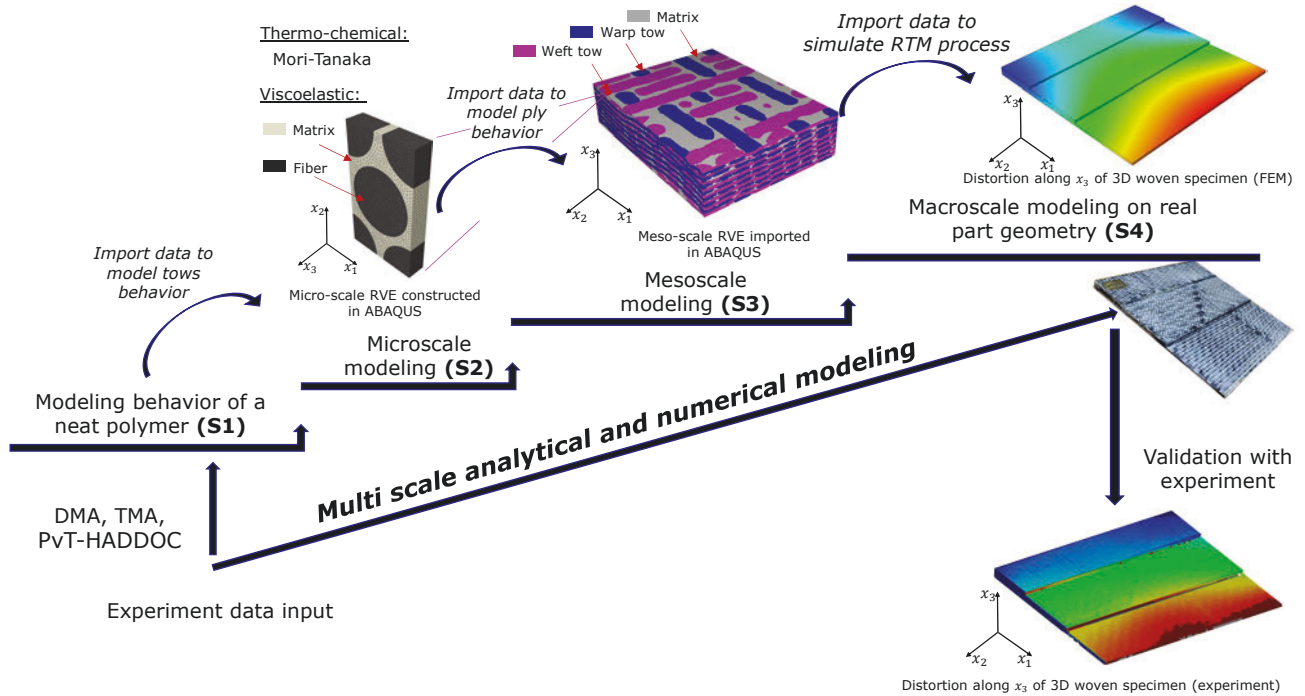 Thermo-chemical:
Mori-Tanaka
Viscoelastic:
Matrix
Fiber
x₂
x₃
x₁
Micro-scale RVE constructed
in ABAQUS
Import data to
model tows
behavior
Import data to
model ply
behavior
Matrix
Warp tow
Weft tow
x₃
x₂
x₁
Meso-scale RVE imported
in ABAQUS
Import data to
simulate RTM process
x₃
x₂
x₁
Distortion along x₃ of 3D woven specimen (FEM)
Macroscale modeling on real
part geometry (S4)
Mesoscale
modeling (S3)
Microscale
modeling (S2)
Modeling behavior of a
neat polymer (S1)
DMA, TMA,
PvT-HADDOC
Experiment data input
Multi scale analytical and numerical modeling
Validation with
experiment
x₃
x₂
x₁
Distortion along x₃ of 3D woven specimen (experiment)